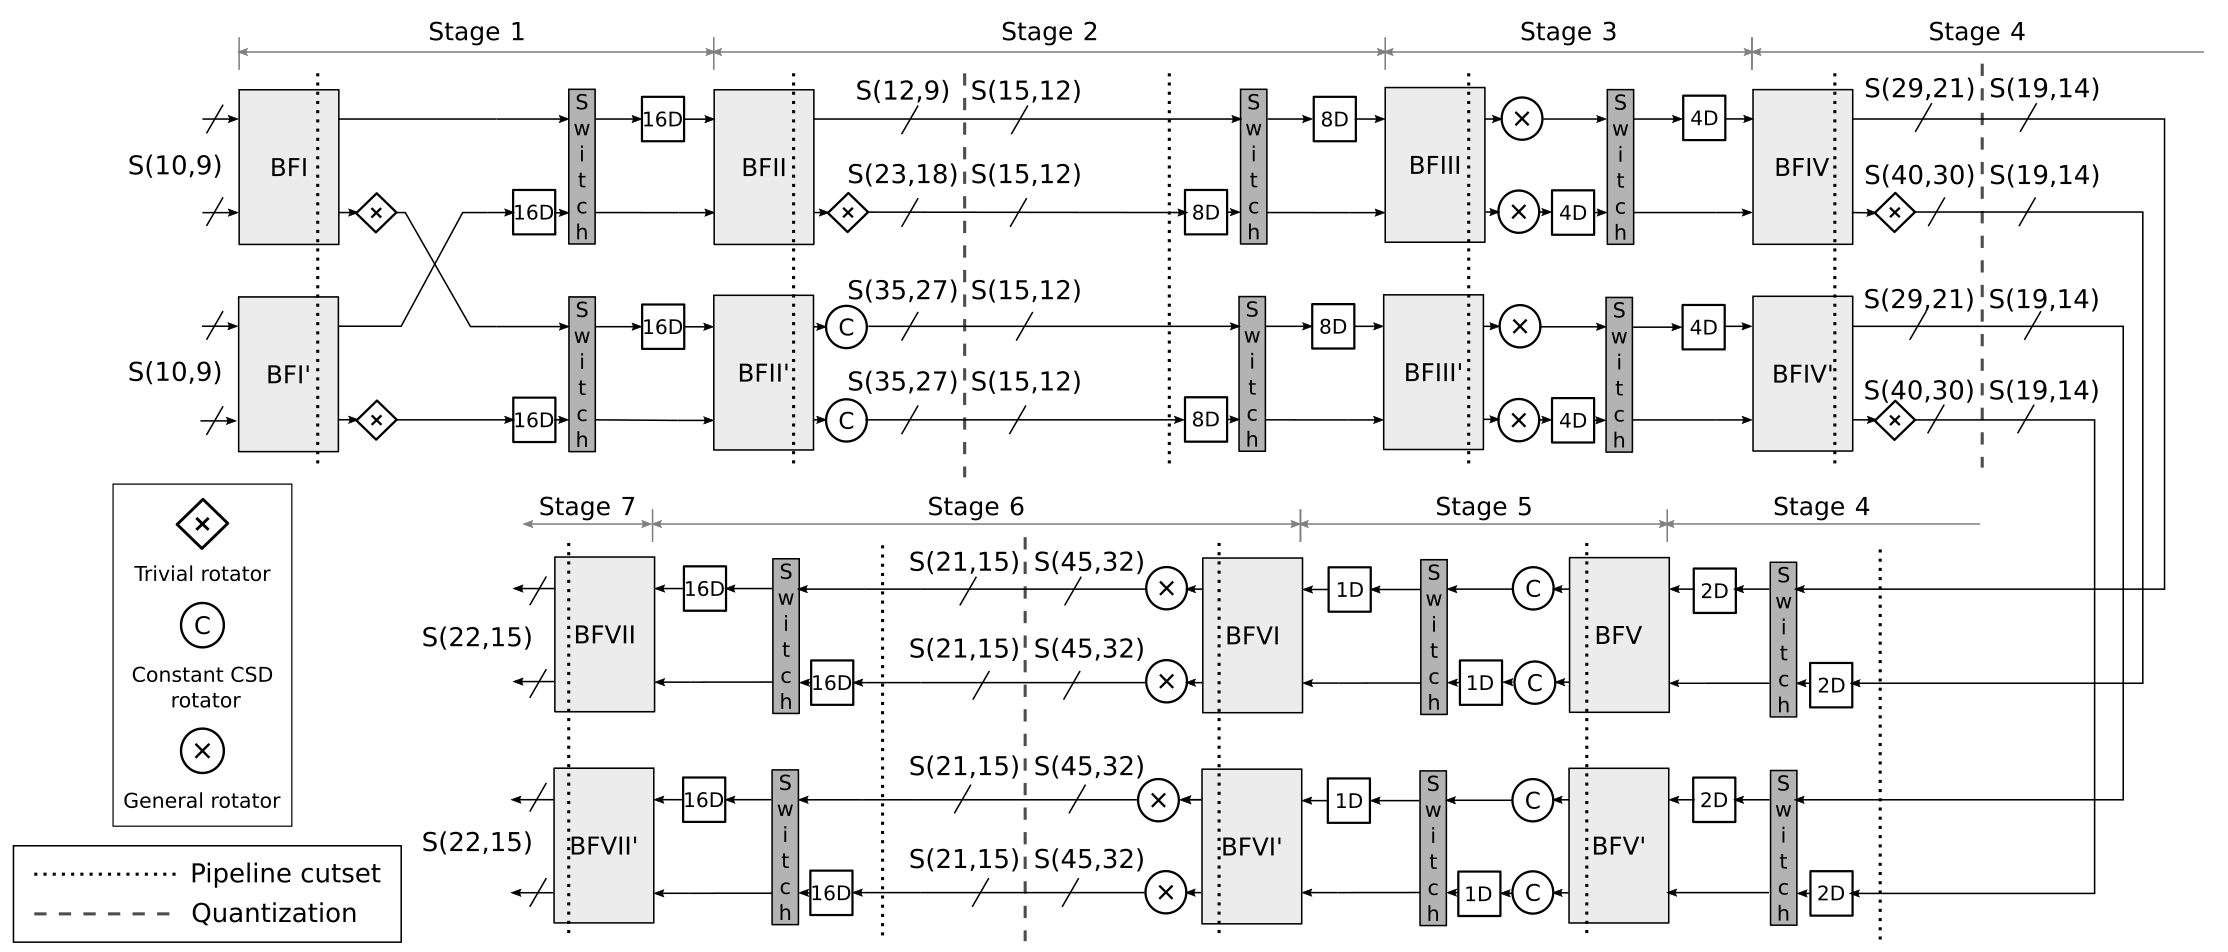 Stage 1
Stage 2
Stage 3
Stage 4
S(12,9) S(15,12)
S(29,21) S(19,14)
S(10,9)
BFI
Switch
16D
16D
BFII
S(23,18) S(15,12)
8D
Switch
8D
BFIII
×
×
4D
Switch
4D
BFIV
S(40,30) S(19,14)
×
×
×
S(10,9)
BFI'
×
16D
Switch
16D
BFII'
C
S(35,27) S(15,12)
C
S(35,27) S(15,12)
8D
Switch
8D
BFIII'
×
×
4D
Switch
4D
BFIV'
S(29,21) S(19,14)
×
S(40,30) S(19,14)
Stage 7
Stage 6
Stage 5
Stage 4
S(22,15)
BFVII
16D
Switch
16D
S(21,15) S(45,32)
S(21,15) S(45,32)
×
×
BFVI
1D
Switch
1D
C
C
BFV
2D
Switch
2D
S(22,15)
BFVII'
16D
Switch
16D
S(21,15) S(45,32)
S(21,15) S(45,32)
×
×
BFVI'
1D
Switch
1D
C
C
BFV'
2D
Switch
2D
×
Trivial rotator
C
Constant CSD
rotator
×
General rotator
Pipeline cutset
Quantization